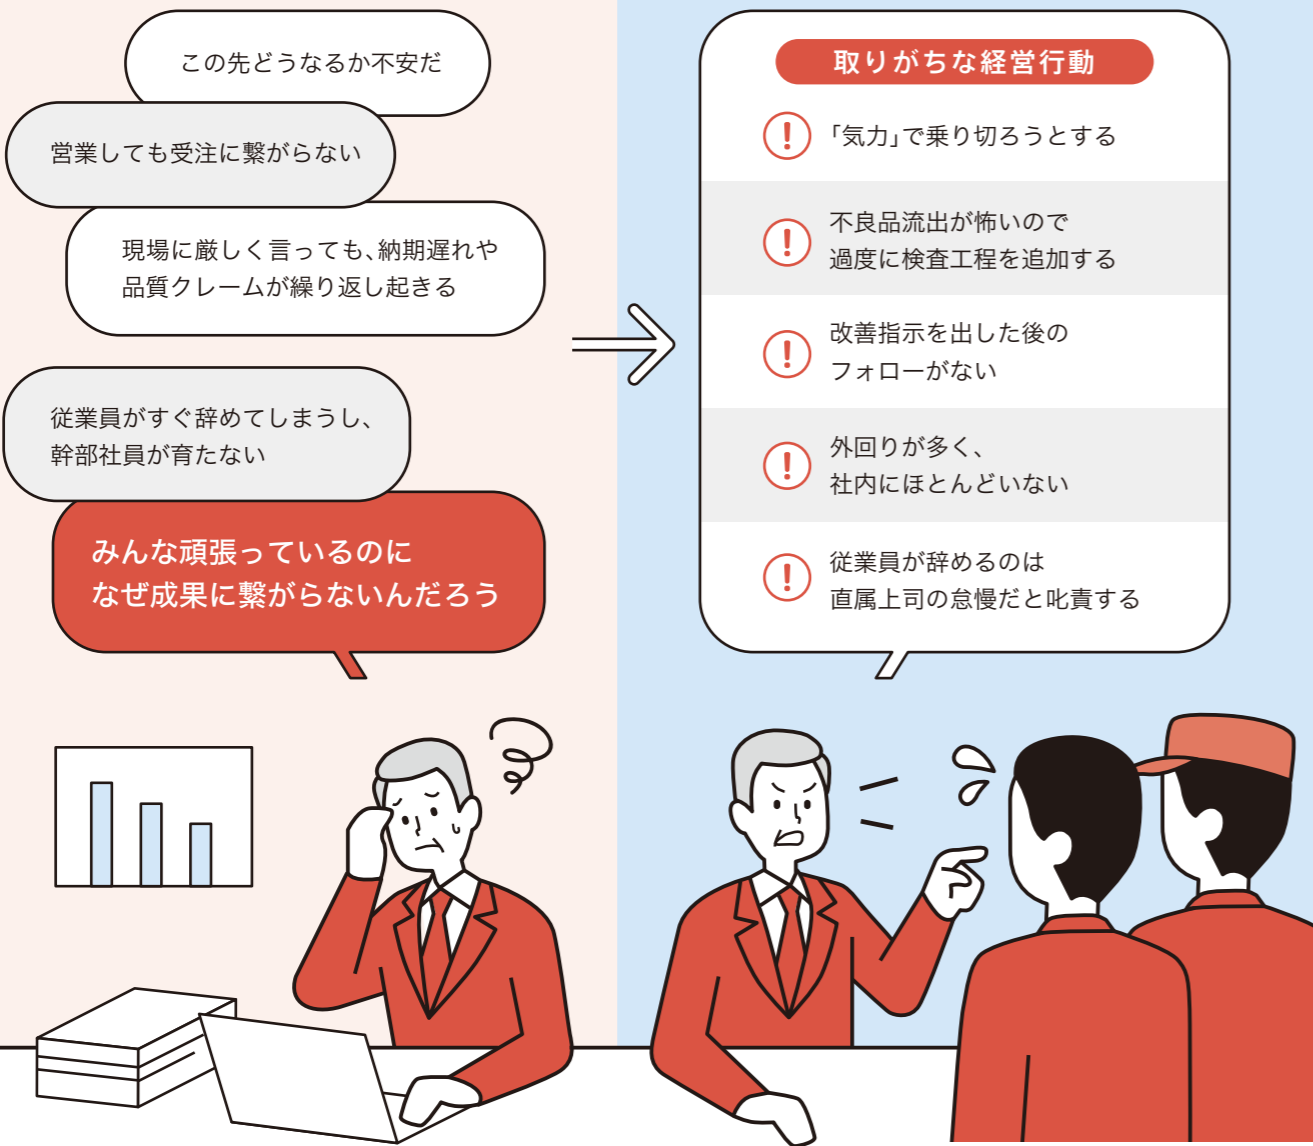 この先どうなるか不安だ
営業しても受注に繋がらない
現場に厳しく言っても、納期遅れや
品質クレームが繰り返し起きる
従業員がすぐ辞めてしまうし、
幹部社員が育たない
みんな頑張っているのに
なぜ成果に繋がらないんだろう
取りがちな経営行動
「気力」で乗り切ろうとする
不良品流出が怖いので
過度に検査工程を追加する
改善指示を出した後の
フォローがない
外回りが多く、
社内にほとんどいない
従業員が辞めるのは
直属上司の怠慢だと叱責する